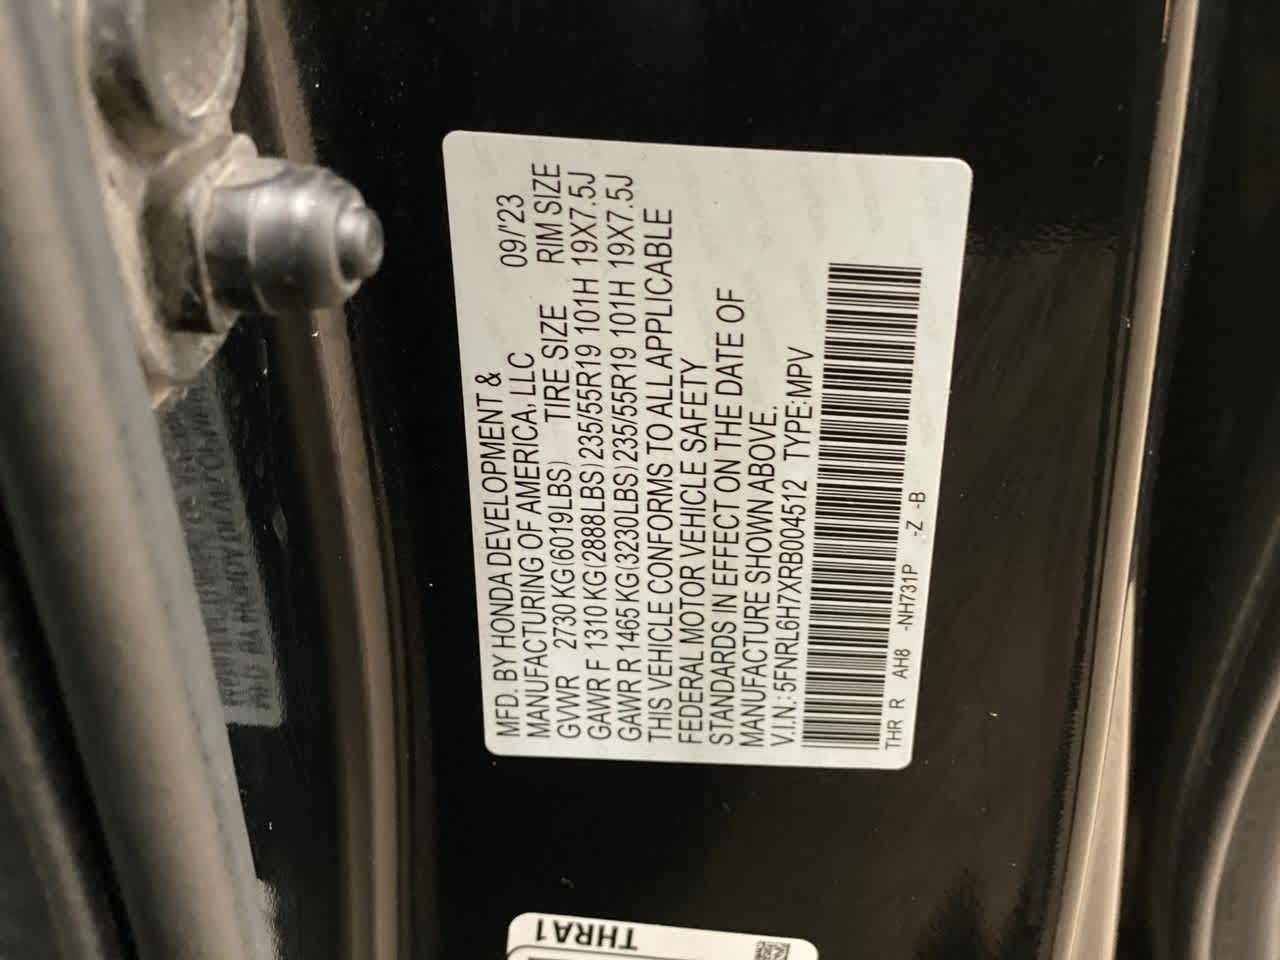 MFD. BY HONDA DEVELOPMENT &
MANUFACTURING OF AMERICA, LLC 09/'23
GVWR 2730 KG(6019LBS) TIRE SIZE RIM SIZE
GAWR F 1310 KG(2888LBS)235/55R19 101H 19X7.5J
GAWR R 1465 KG(3230LBS)235/55R19 101H 19X7.5J
THIS VEHICLE CONFORMS TO ALL APPLICABLE
FEDERAL MOTOR VEHICLE SAFETY
STANDARDS IN EFFECT ON THE DATE OF
MANUFACTURE SHOWN ABOVE.
V.I.N.:5FNRL6H7XRB004512 TYPE:MPV
THR R AH8 -NH731P -Z -B
THRA1